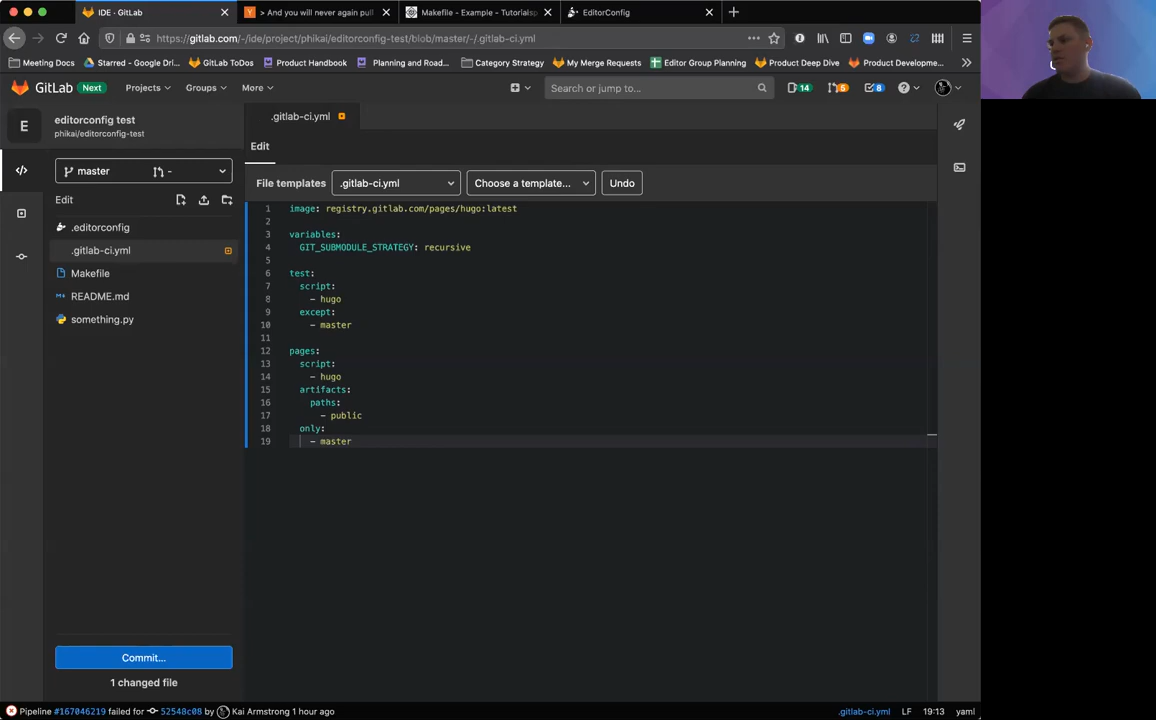 IDE · GitLab
> And you will never again pull
Makefile - Example - Tutorialsp
EditorConfig
https://gitlab.com/-/ide/project/phikai/editorconfig-test/blob/master/-/.gitlab-ci.yml
Meeting Docs
Starred - Google Dri...
GitLab ToDos
Product Handbook
Planning and Road...
Category Strategy
My Merge Requests
Editor Group Planning
Product Deep Dive
Product Developme...
GitLab Next
Projects
Groups
More
Search or jump to...
14
5
8
E
editorconfig test
phikai/editorconfig-test
.gitlab-ci.yml
Edit
master
-
File templates
.gitlab-ci.yml
Choose a template...
Undo
Edit
.editorconfig
.gitlab-ci.yml
Makefile
README.md
something.py
1 image: registry.gitlab.com/pages/hugo:latest
2
3 variables:
4 GIT_SUBMODULE_STRATEGY: recursive
5
6 test:
7 script:
8 - hugo
9 except:
10 - master
11
12 pages:
13 script:
14 - hugo
15 artifacts:
16 paths:
17 - public
18 only:
19 - master
Commit...
1 changed file
Pipeline #167046219 failed for 52548c08 by Kai Armstrong 1 hour ago
.gitlab-ci.yml
LF
19:13
yaml